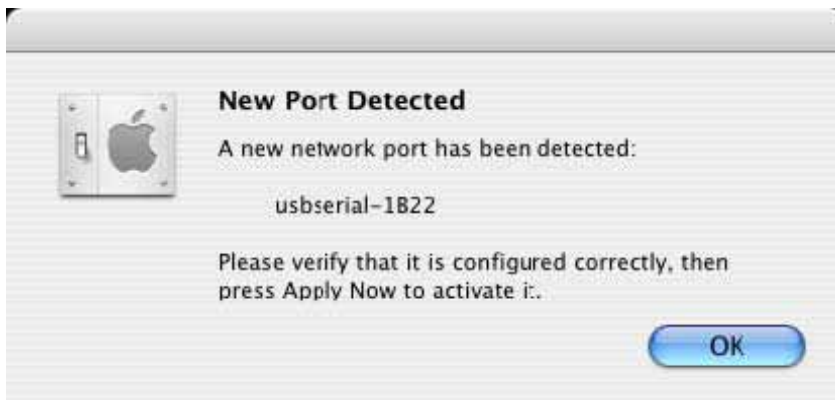 New Port Detected
A new network port has been detected:
usbserial-1B22
Please verify that it is configured correctly, then
press Apply Now to activate it.
OK